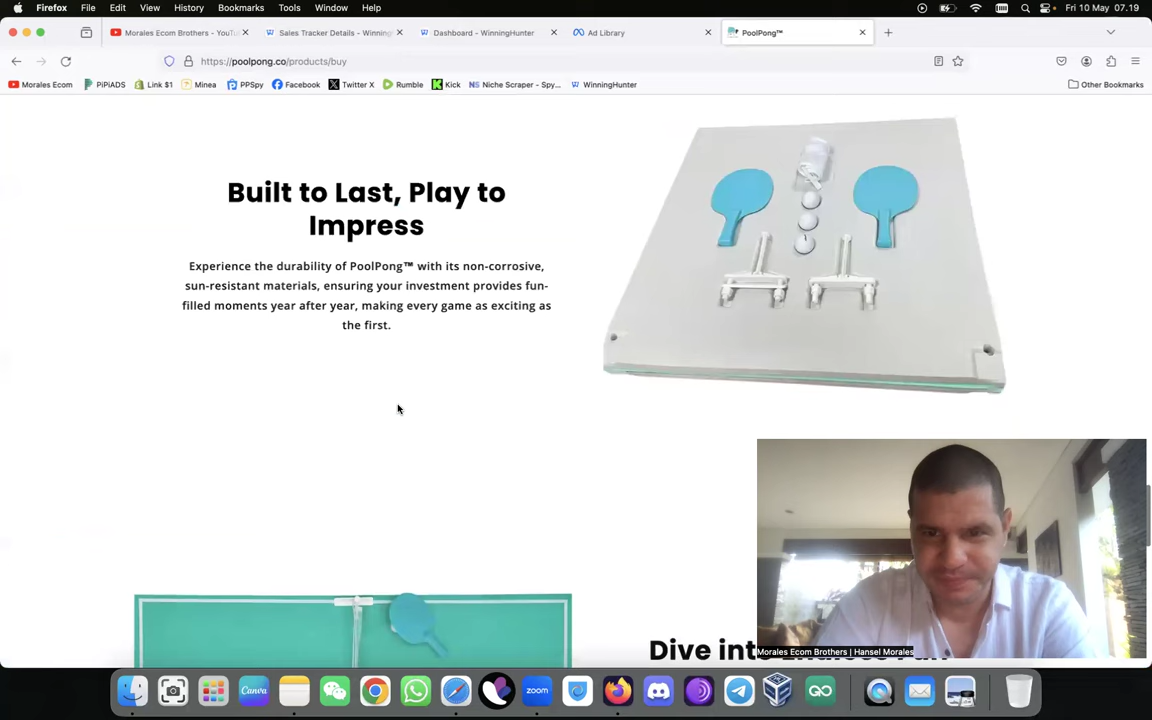 Firefox File Edit View History Bookmarks Tools Window Help Fri 10 May 07.19
Morales Ecom Brothers - YouTu Sales Tracker Details - Winning Dashboard - WinningHunter Ad Library PoolPong™
https://poolpong.co/products/buy
Morales Ecom PiPiADS Link $1 Minea PPSpy Facebook Twitter X Rumble Kick Niche Scraper - Spy... WinningHunter Other Bookmarks
Built to Last, Play to
Impress
Experience the durability of PoolPong™ with its non-corrosive,
sun-resistant materials, ensuring your investment provides fun-
filled moments year after year, making every game as exciting as
the first.
Dive into Endless Fun
Morales Ecom Brothers | Hansel Morales
Canva
zoom